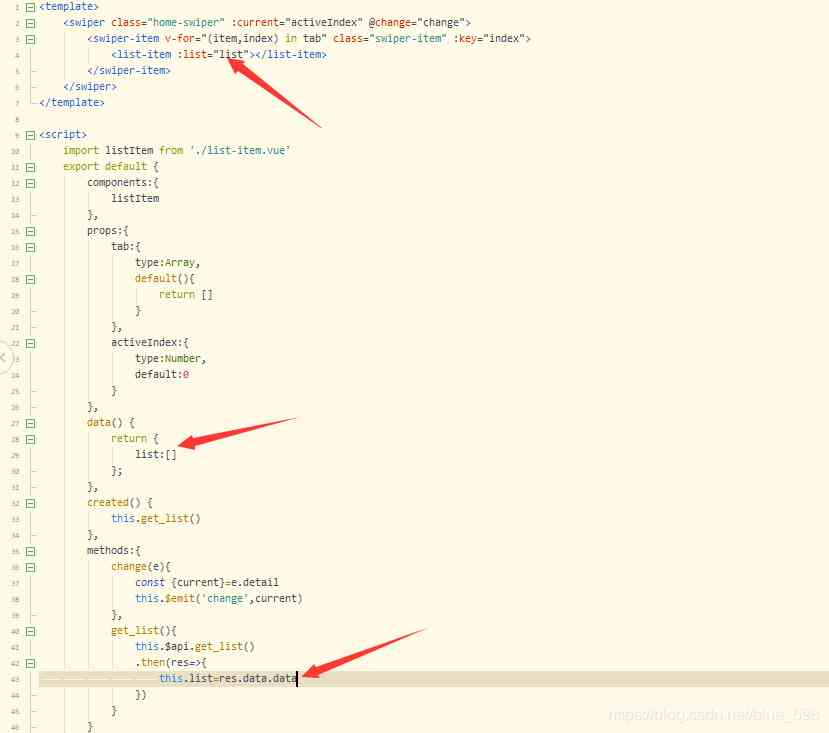 1 <template>
2 <swiper class="home-swiper" :current="activeIndex" @change="change">
3 <swiper-item v-for="(item,index) in tab" class="swiper-item" :key="index">
4 <list-item :list="list"></list-item>
5 </swiper-item>
6 </swiper>
7 </template>
8
9 <script>
10 import listItem from './list-item.vue'
11 export default {
12 components:{
13 listItem
14 },
15 props:{
16 tab:{
17 type:Array,
18 default(){
19 return []
20 }
21 },
22 activeIndex:{
23 type:Number,
24 default:0
25 }
26 },
27 data() {
28 return {
29 list:[]
30 };
31 },
32 created() {
33 this.get_list()
34 },
35 methods:{
36 change(e){
37 const {current}=e.detail
38 this.$emit('change',current)
39 },
40 get_list(){
41 this.$api.get_list()
42 .then(res=>{
43 this.list=res.data.data
44 })
45 }
46 }